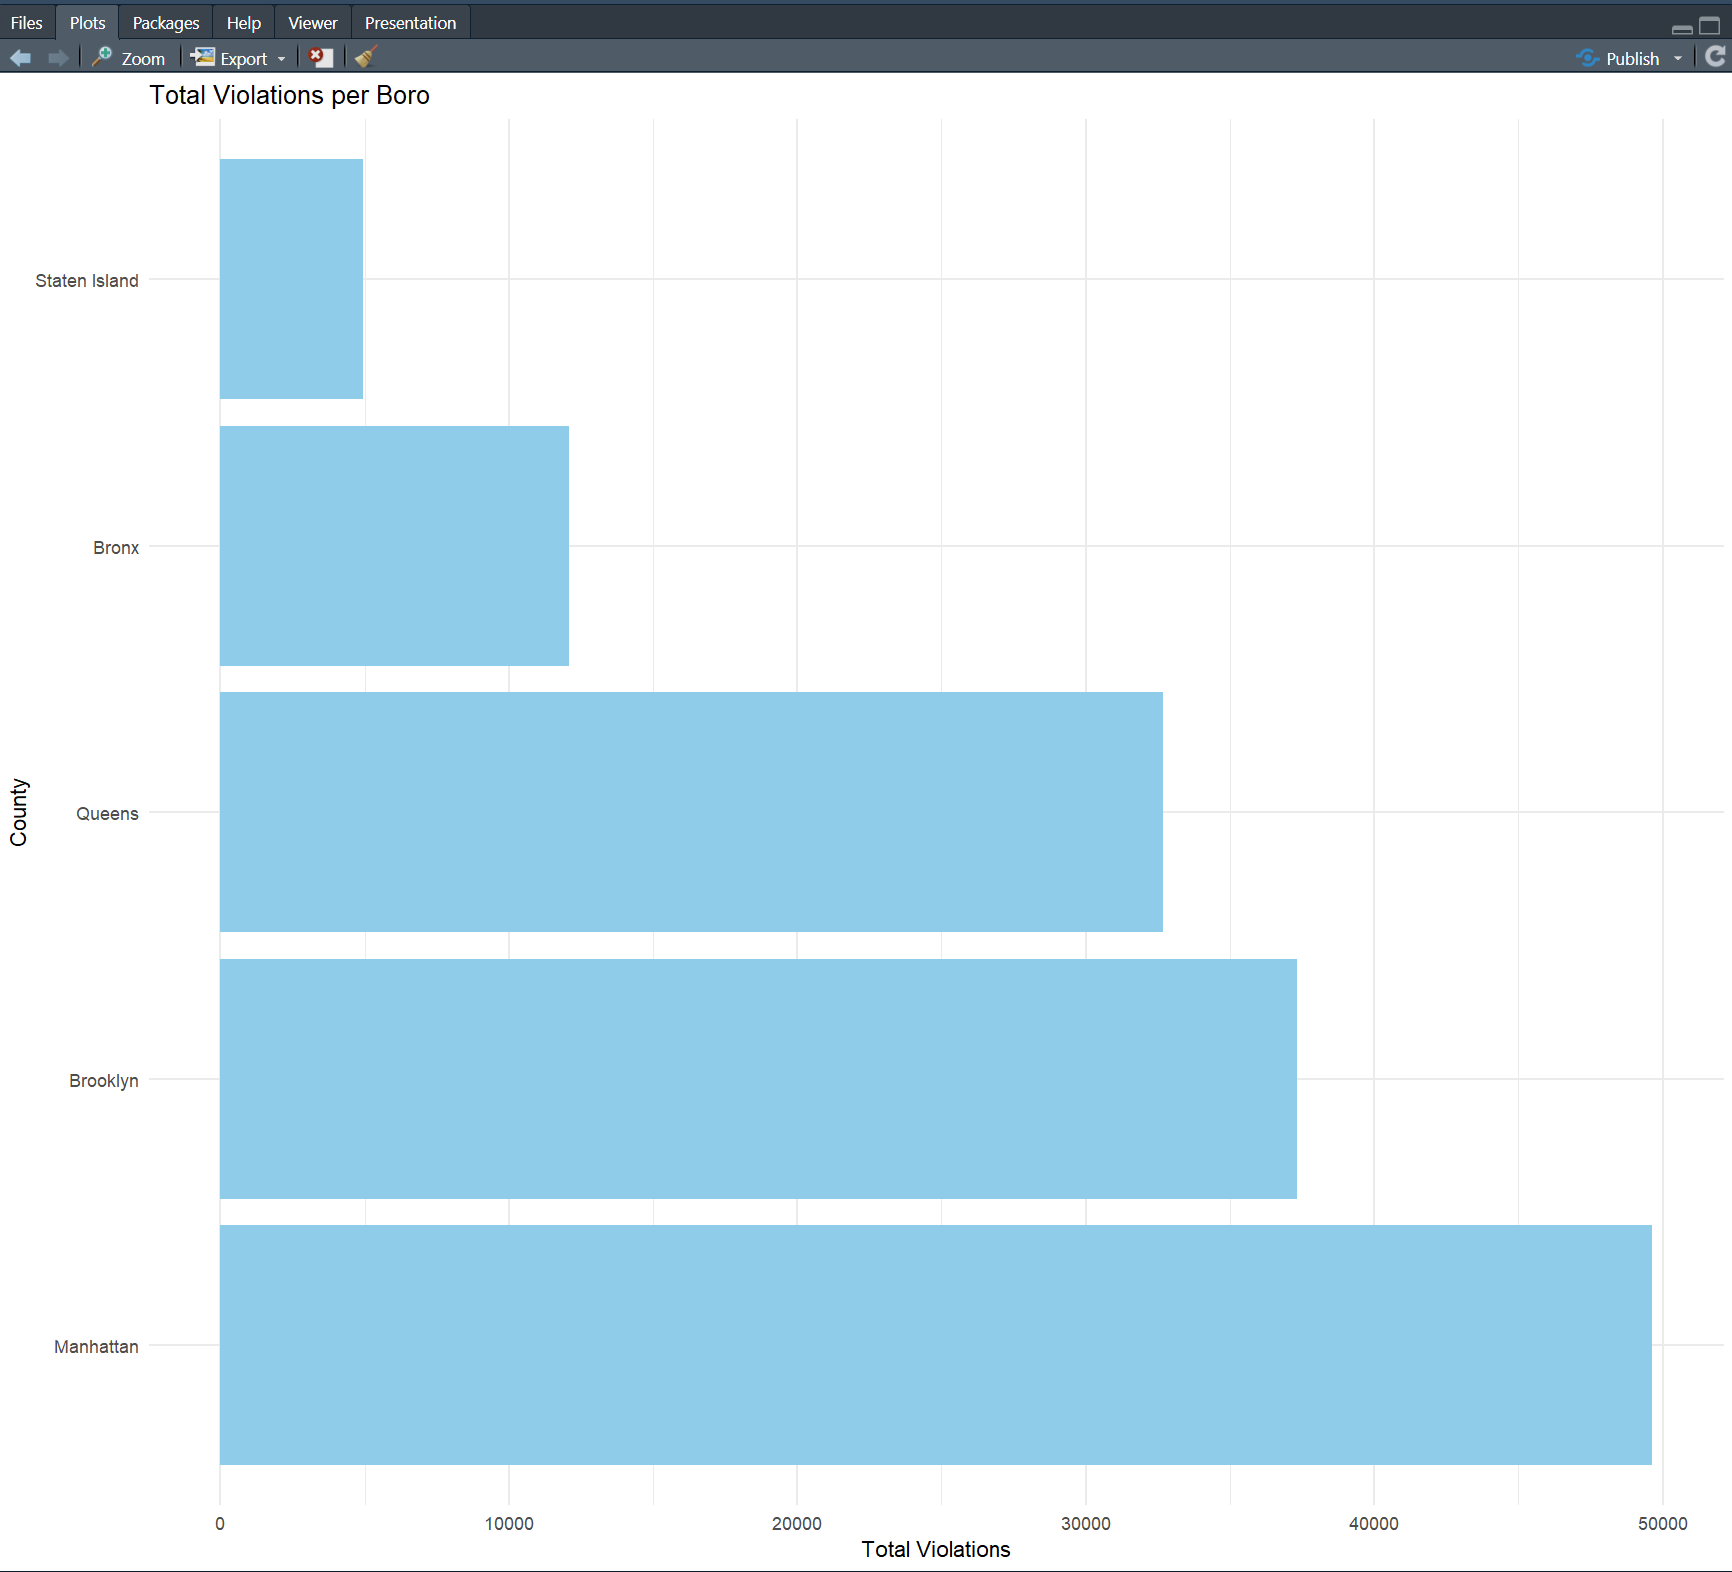 Files Plots Packages Help Viewer Presentation
Zoom Export Publish
Total Violations per Boro
Staten Island
Bronx
Queens
County
Brooklyn
Manhattan
0 10000 20000 30000 40000 50000
Total Violations